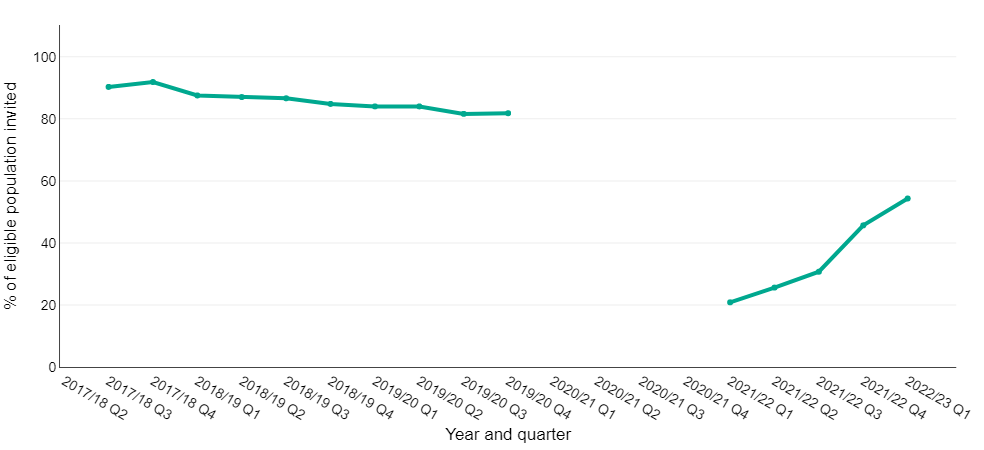 % of eligible population invited
100
80
60
40
20
0
2017/18 Q2
2017/18 Q3
2017/18 Q4
2018/19 Q1
2018/19 Q2
2018/19 Q3
2018/19 Q4
2019/20 Q1
2019/20 Q2
2019/20 Q3
2019/20 Q4
2020/21 Q1
2020/21 Q2
2020/21 Q3
2020/21 Q4
2021/22 Q1
2021/22 Q2
2021/22 Q3
2021/22 Q4
2022/23 Q1
Year and quarter